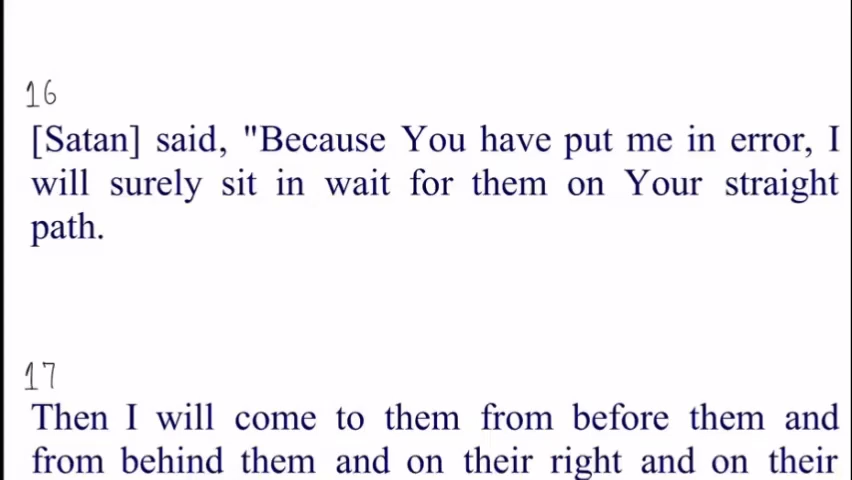 16
[Satan] said, "Because You have put me in error, I
will surely sit in wait for them on Your straight
path.
17
Then I will come to them from before them and
from behind them and on their right and on their